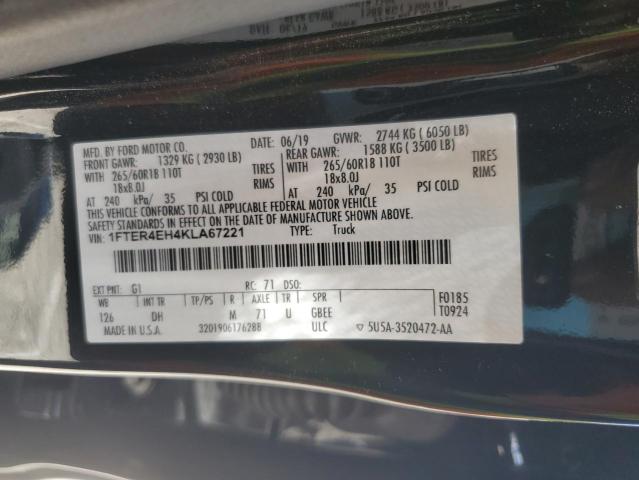 MFD. BY FORD MOTOR CO. DATE: 06/19 GVWR: 2744 KG ( 6050 LB)
FRONT GAWR: 1329 KG ( 2930 LB) REAR GAWR: 1588 KG ( 3500 LB)
WITH 265/60R18 110T TIRES WITH 265/60R18 110T TIRES
18x8.0J RIMS 18x8.0J RIMS
AT 240 kPa/ 35 PSI COLD AT 240 kPa/ 35 PSI COLD
THIS VEHICLE CONFORMS TO ALL APPLICABLE FEDERAL MOTOR VEHICLE
SAFETY STANDARDS IN EFFECT ON THE DATE OF MANUFACTURE SHOWN ABOVE.
VIN: 1FTER4EH4KLA67221 TYPE: Truck
EXT PNT: G1 RC: 71 DSO:
WB INT TR TP/PS R AXLE TR SPR F0185
126 DH M 71 U GBEE T0924
MADE IN U.S.A. 3201906176288 ULC 5U5A-3520472-AA